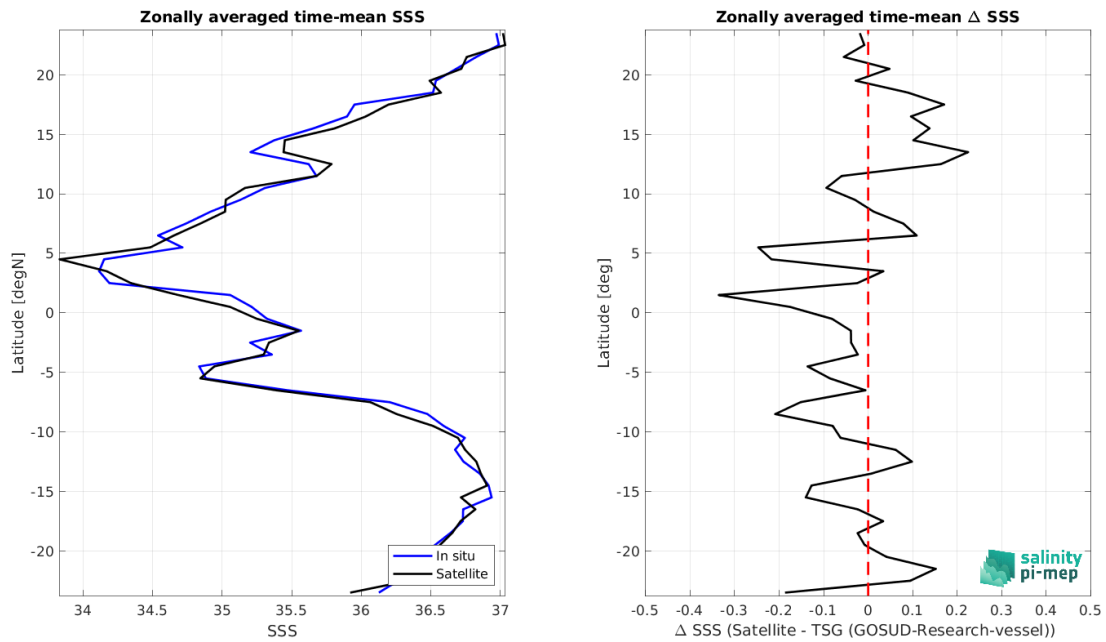 Zonally averaged time-mean SSS
Latitude [degN]
20
15
10
5
0
-5
-10
-15
-20
In situ
Satellite
34 34.5 35 35.5 36 36.5 37
SSS
Zonally averaged time-mean Δ SSS
Latitude [deg]
20
15
10
5
0
-5
-10
-15
-20
salinity
pi-mep
-0.5 -0.4 -0.3 -0.2 -0.1 0 0.1 0.2 0.3 0.4 0.5
Δ SSS (Satellite - TSG (GOSUD-Research-vessel))